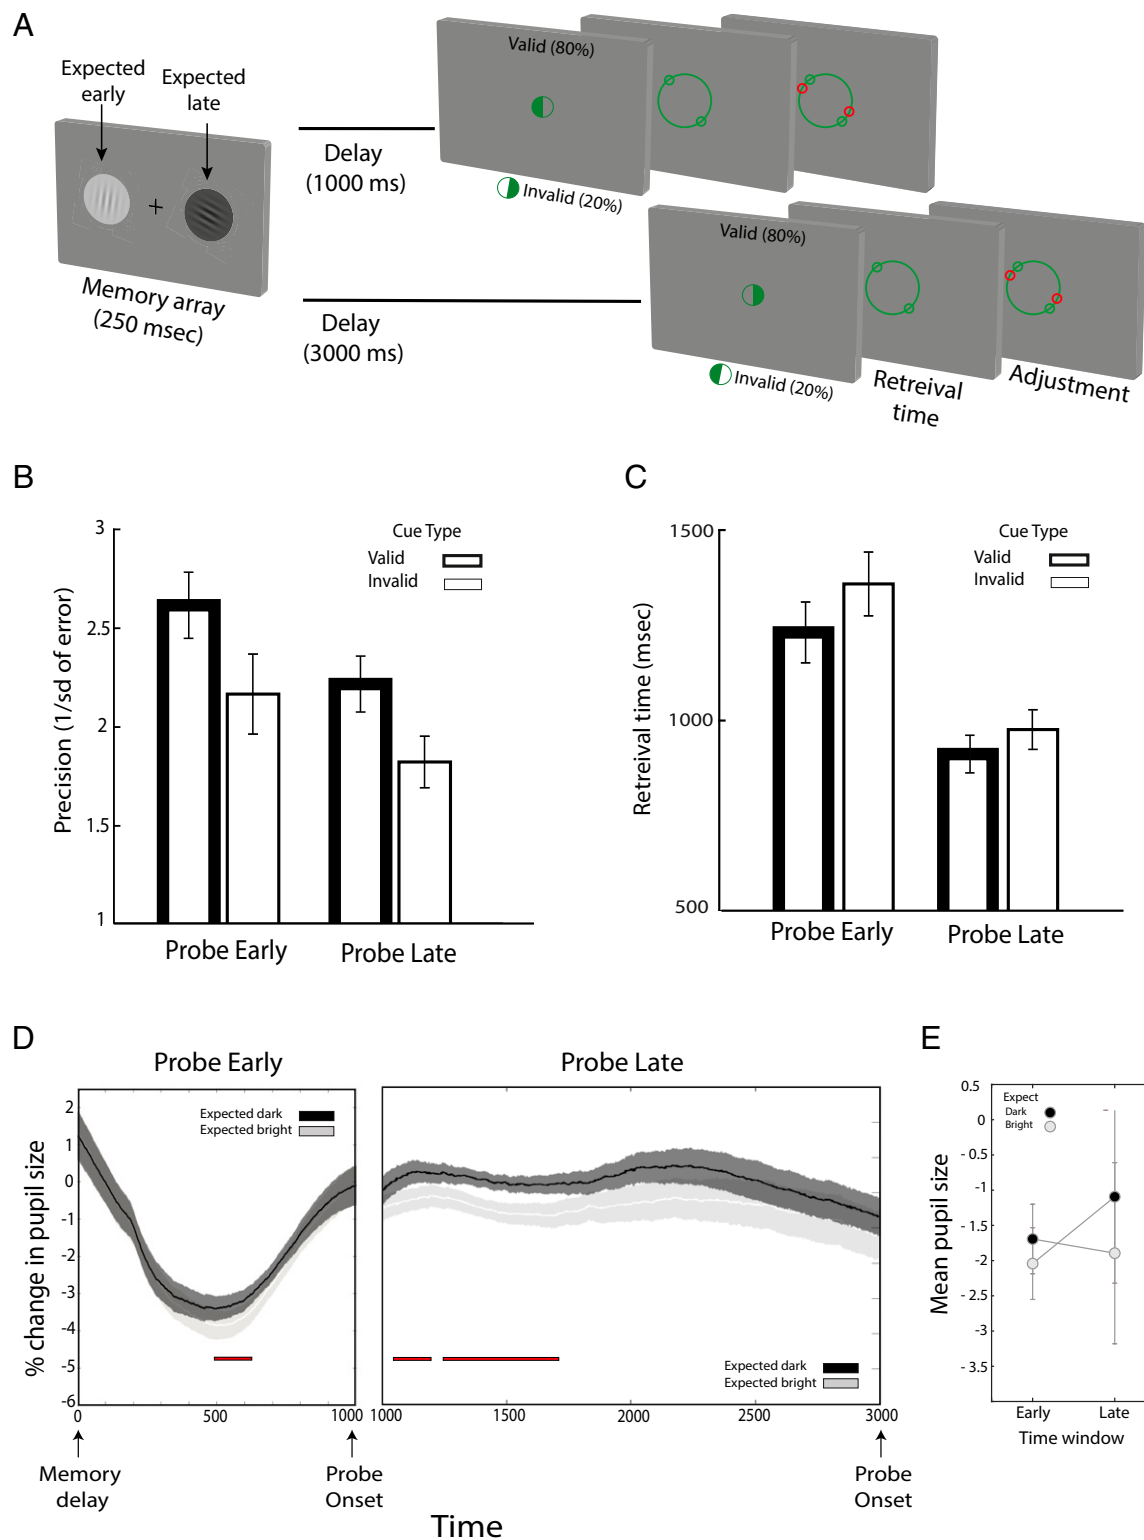 A
Expected
early
Expected
late
Memory array
(250 msec)
Delay
(1000 ms)
Valid (80%)
Invalid (20%)
Delay
(3000 ms)
Valid (80%)
Invalid (20%)
Retreival
time
Adjustment
B
Precision (1/sd of error)
3
2.5
2
1.5
1
Cue Type
Valid
Invalid
Probe Early
Probe Late
C
Retreival time (msec)
1500
1000
500
Cue Type
Valid
Invalid
Probe Early
Probe Late
D
Probe Early
Probe Late
% change in pupil size
2
1
0
-1
-2
-3
-4
-5
-6
Expected dark
Expected bright
Expected dark
Expected bright
0
500
1000
1000
1500
2000
2500
3000
Memory
delay
Probe
Onset
Probe
Onset
Time
E
Mean pupil size
0.5
0
- 0.5
- 1
- 1.5
- 2
- 2.5
- 3
- 3.5
Expect
Dark
Bright
Early
Late
Time window